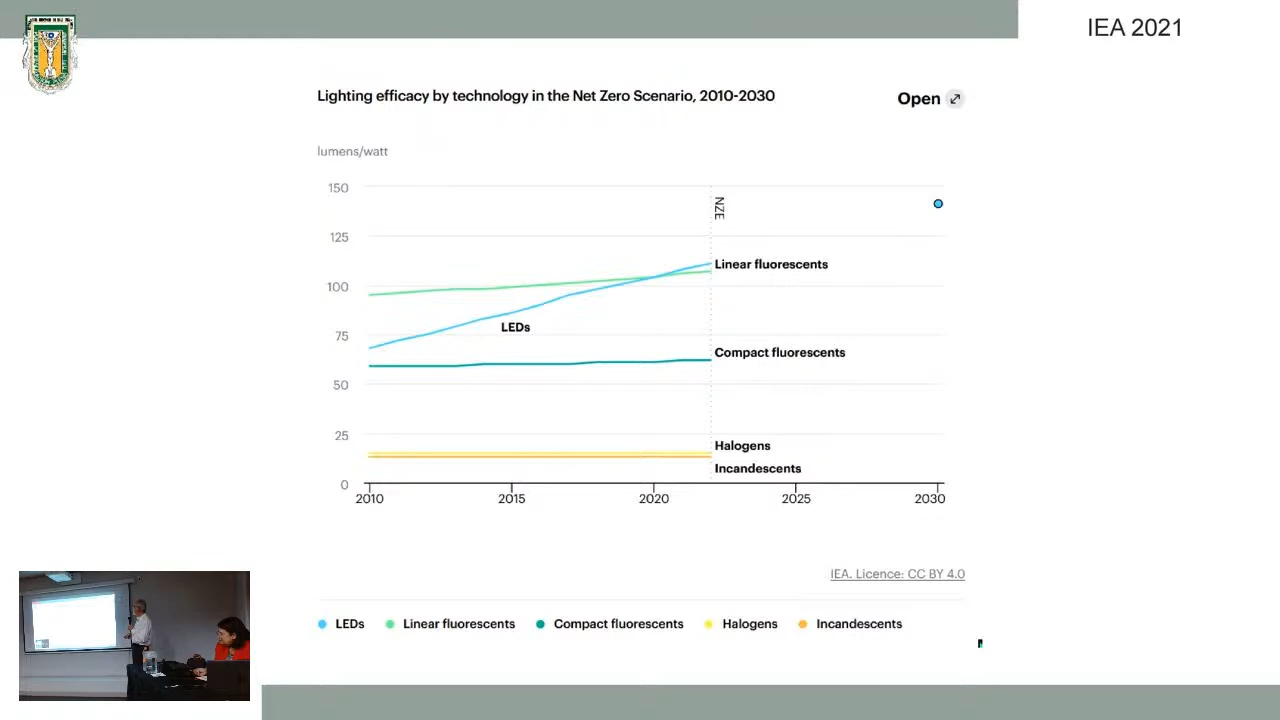 IEA 2021
Lighting efficacy by technology in the Net Zero Scenario, 2010-2030
Open
lumens/watt
150
125
100
75
50
25
0
NZE
Linear fluorescents
LEDs
Compact fluorescents
Halogens
Incandescents
2010 2015 2020 2025 2030
IEA. Licence: CC BY 4.0
LEDs Linear fluorescents Compact fluorescents Halogens Incandescents